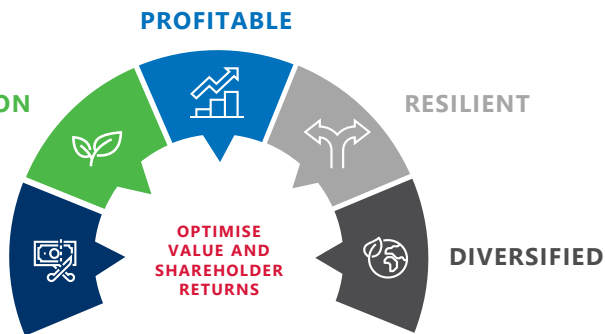 PROFITABLE
ON
RESILIENT
OPTIMISE
VALUE AND
SHAREHOLDER
RETURNS
DIVERSIFIED